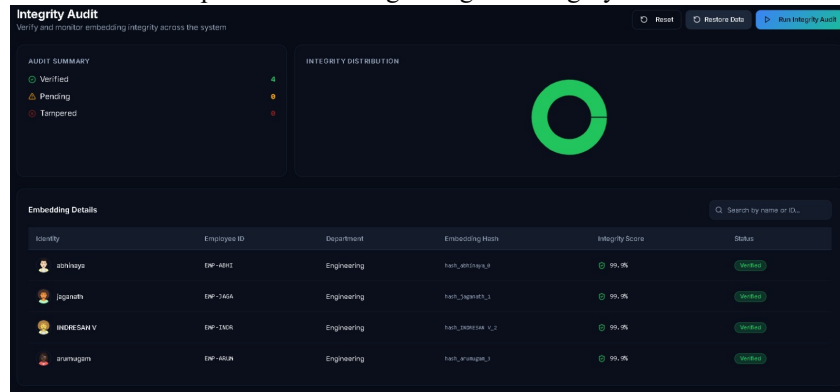 Integrity Audit
Verify and monitor embedding integrity across the system
Reset
Restore Data
Run Integrity Audit
AUDIT SUMMARY
Verified 4
Pending 0
Tampered 0
INTEGRITY DISTRIBUTION
Embedding Details
Search by name or ID...
Identity Employee ID Department Embedding Hash Integrity Score Status
abhinaya EMP-ABHI Engineering hash_abhinaya_0 99.9% Verified
jaganath EMP-JAGA Engineering hash_jaganath_1 99.9% Verified
INDRESAN V EMP-INDR Engineering hash_INDRESAN V_2 99.9% Verified
arumugam EMP-ARUM Engineering hash_arumugam_3 99.9% Verified